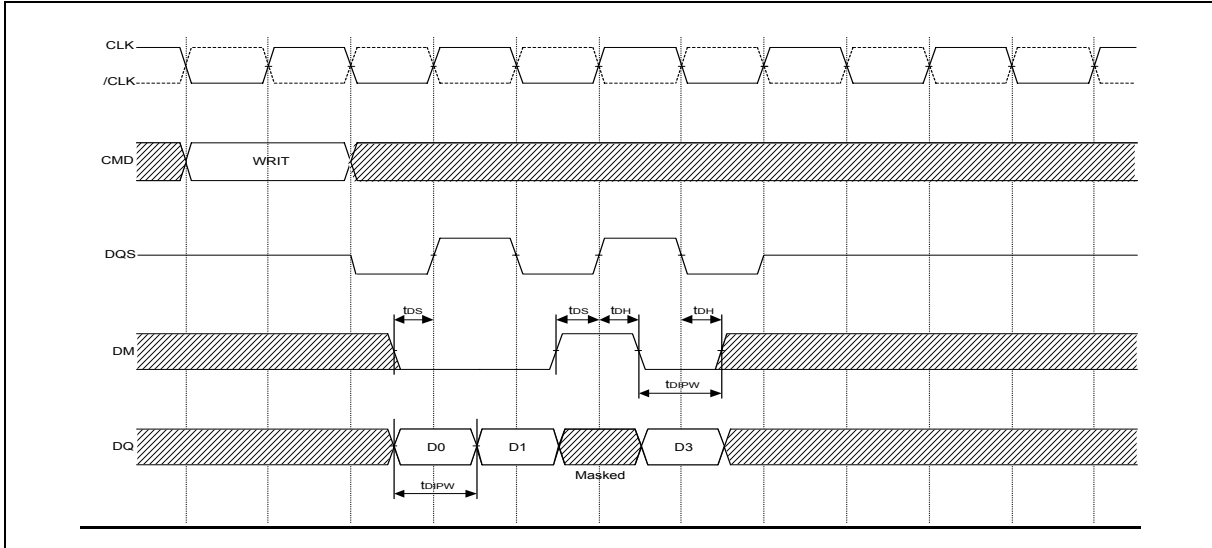 CLK
/CLK
CMD WRIT
DQS
tDS tDS tDH tDH
DM
tDIPW
DQ D0 D1 D3
Masked
tDIPW